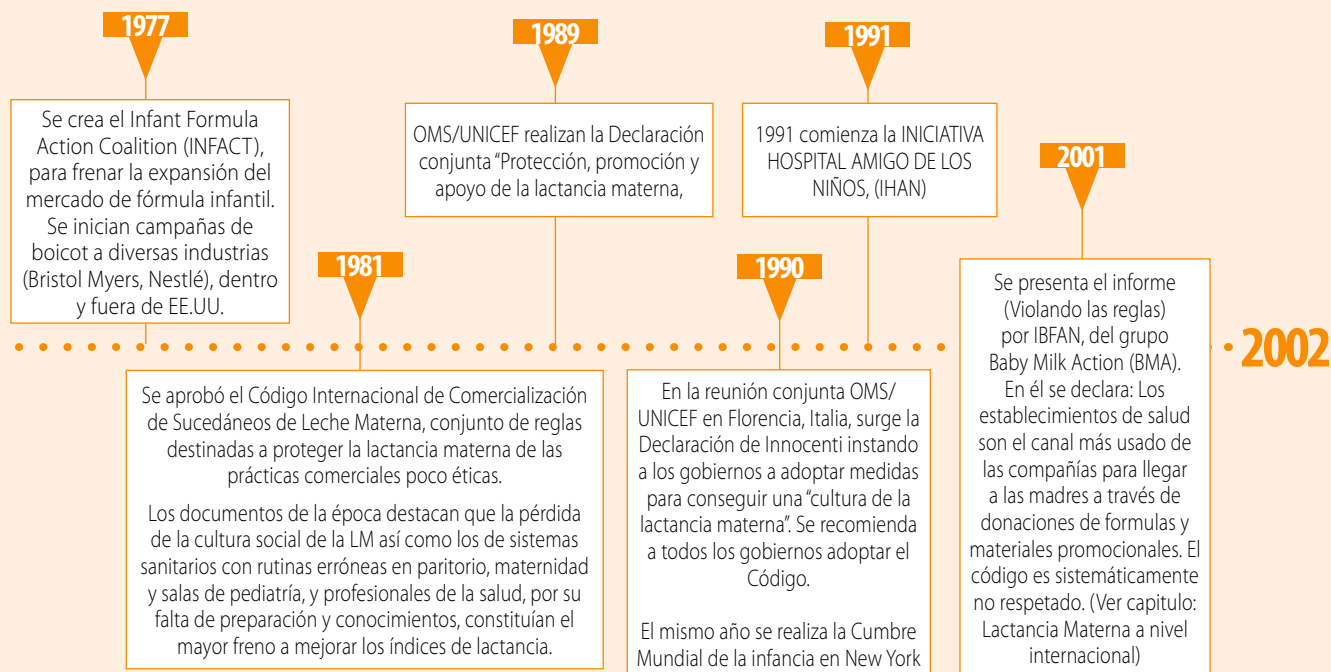 1977
Se crea el Infant Formula
Action Coalition (INFACT),
para frenar la expansión del
mercado de fórmula infantil.
Se inician campañas de
boicot a diversas industrias
(Bristol Myers, Nestlé), dentro
y fuera de EE.UU.
1981
Se aprobó el Código Internacional de Comercialización
de Sucedáneos de Leche Materna, conjunto de reglas
destinadas a proteger la lactancia materna de las
prácticas comerciales poco éticas.
Los documentos de la época destacan que la pérdida
de la cultura social de la LM así como los de sistemas
sanitarios con rutinas erróneas en paritorio, maternidad
y salas de pediatría, y profesionales de la salud, por su
falta de preparación y conocimientos, constituían el
mayor freno a mejorar los índices de lactancia.
1989
OMS/UNICEF realizan la Declaración
conjunta "Protección, promoción y
apoyo de la lactancia materna,
1990
En la reunión conjunta OMS/
UNICEF en Florencia, Italia, surge la
Declaración de Innocenti instando
a los gobiernos a adoptar medidas
para conseguir una "cultura de la
lactancia materna". Se recomienda
a todos los gobiernos adoptar el
Código.
El mismo año se realiza la Cumbre
Mundial de la infancia en New York
1991
1991 comienza la INICIATIVA
HOSPITAL AMIGO DE LOS
NIÑOS, (IHAN)
2001
Se presenta el informe
(Violando las reglas)
por IBFAN, del grupo
Baby Milk Action (BMA).
En él se declara: Los
establecimientos de salud
son el canal más usado de
las compañías para llegar
a las madres a través de
donaciones de formulas y
materiales promocionales. El
código es sistemáticamente
no respetado. (Ver capitulo:
Lactancia Materna a nivel
internacional)
2002